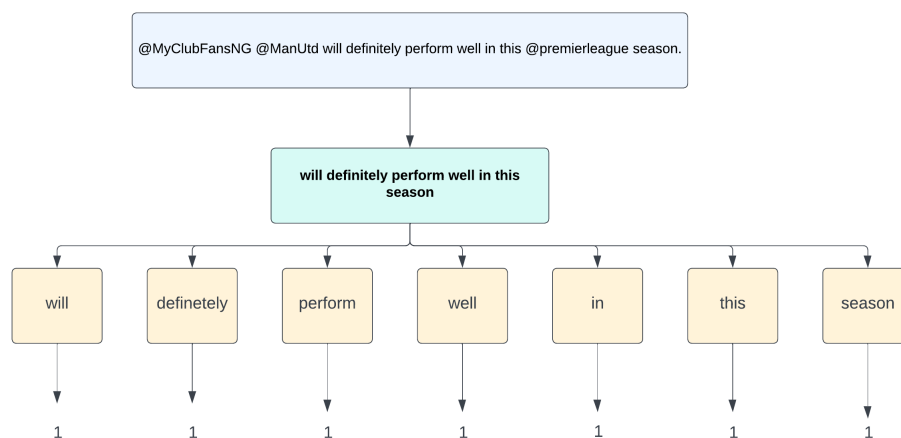 @MyClubFansNG @ManUtd will definitely perform well in this @premierleague season.
will definitely perform well in this
season
will definetely perform well in this season
1 1 1 1 1 1 1